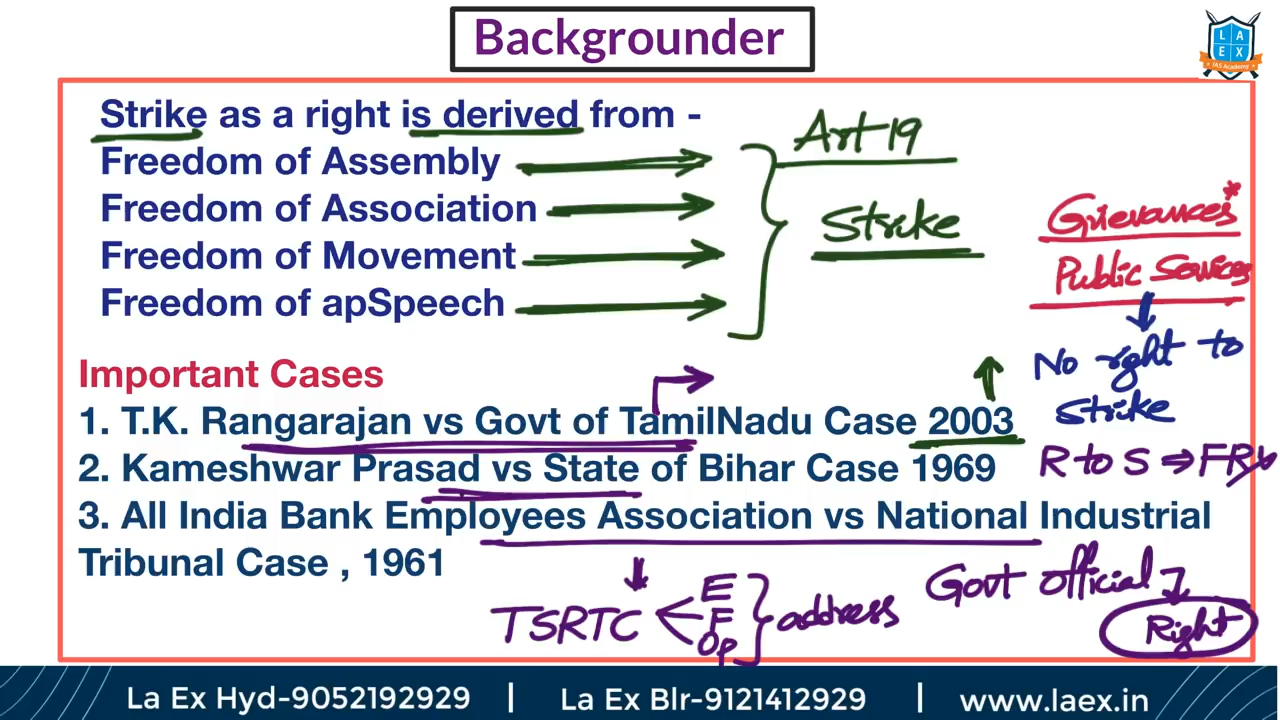 Backgrounder
L A
E X
IAS Academy
Strike as a right is derived from -
Freedom of Assembly
Freedom of Association
Freedom of Movement
Freedom of apSpeech
Art 19
Strike
Grievances*
Public Services
No right to
Strike
R to S ⇒ FR
Important Cases
1. T.K. Rangarajan vs Govt of TamilNadu Case 2003
2. Kameshwar Prasad vs State of Bihar Case 1969
3. All India Bank Employees Association vs National Industrial
Tribunal Case , 1961
TSRTC
E
F
Op
address
Govt official
Right
La Ex Hyd-9052192929 | La Ex Blr-9121412929 | www.laex.in